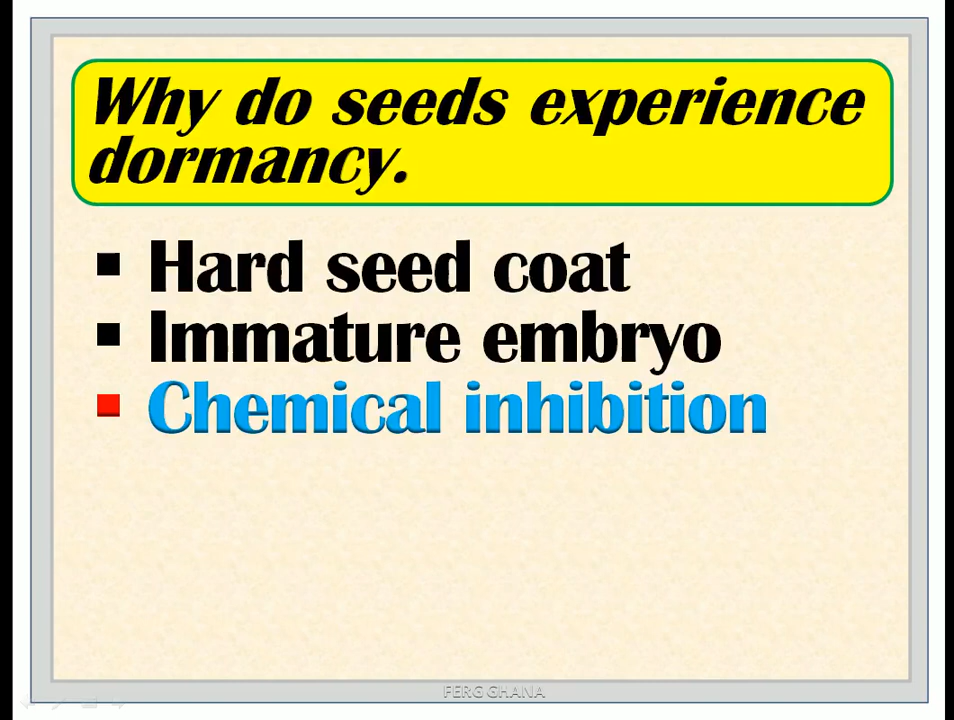 Why do seeds experience
dormancy.
▪ Hard seed coat
▪ Immature embryo
▪ Chemical inhibition
FERG GHANA